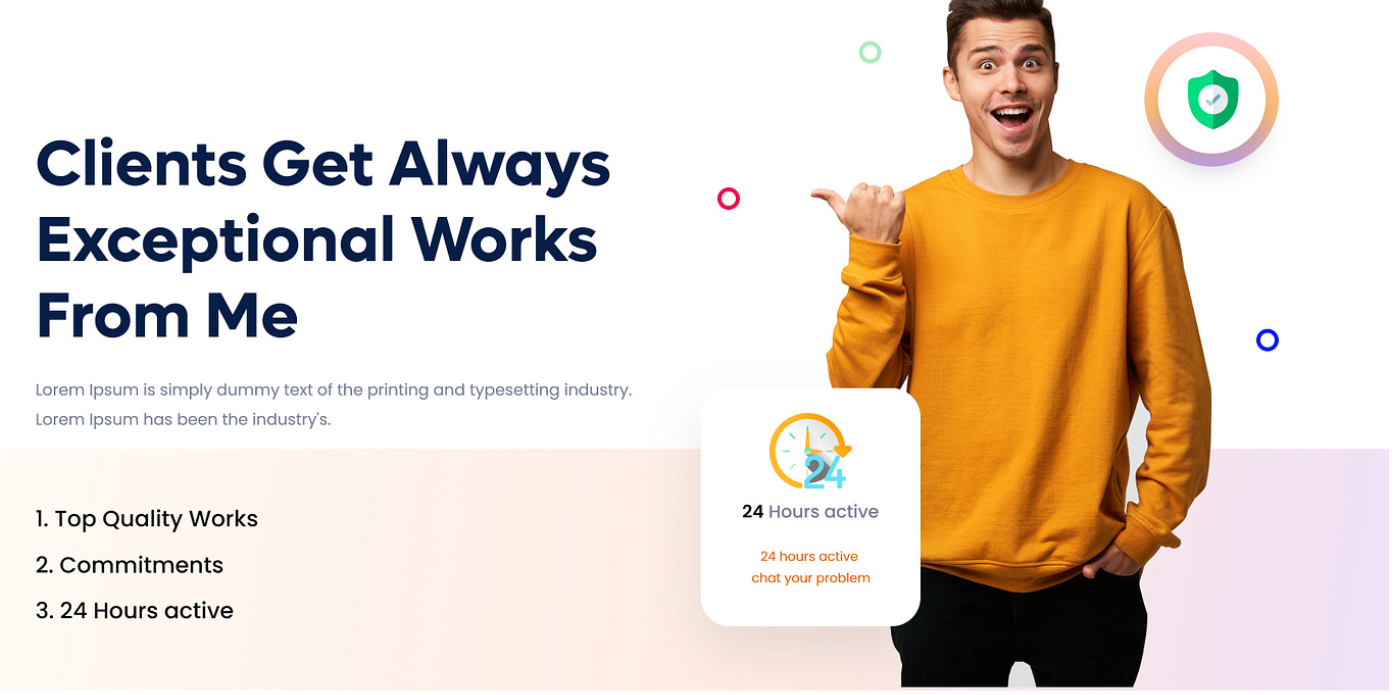 Clients Get Always
Exceptional Works
From Me
Lorem Ipsum is simply dummy text of the printing and typesetting industry.
Lorem Ipsum has been the industry's.
1. Top Quality Works
2. Commitments
3. 24 Hours active
24
24 Hours active
24 hours active
chat your problem